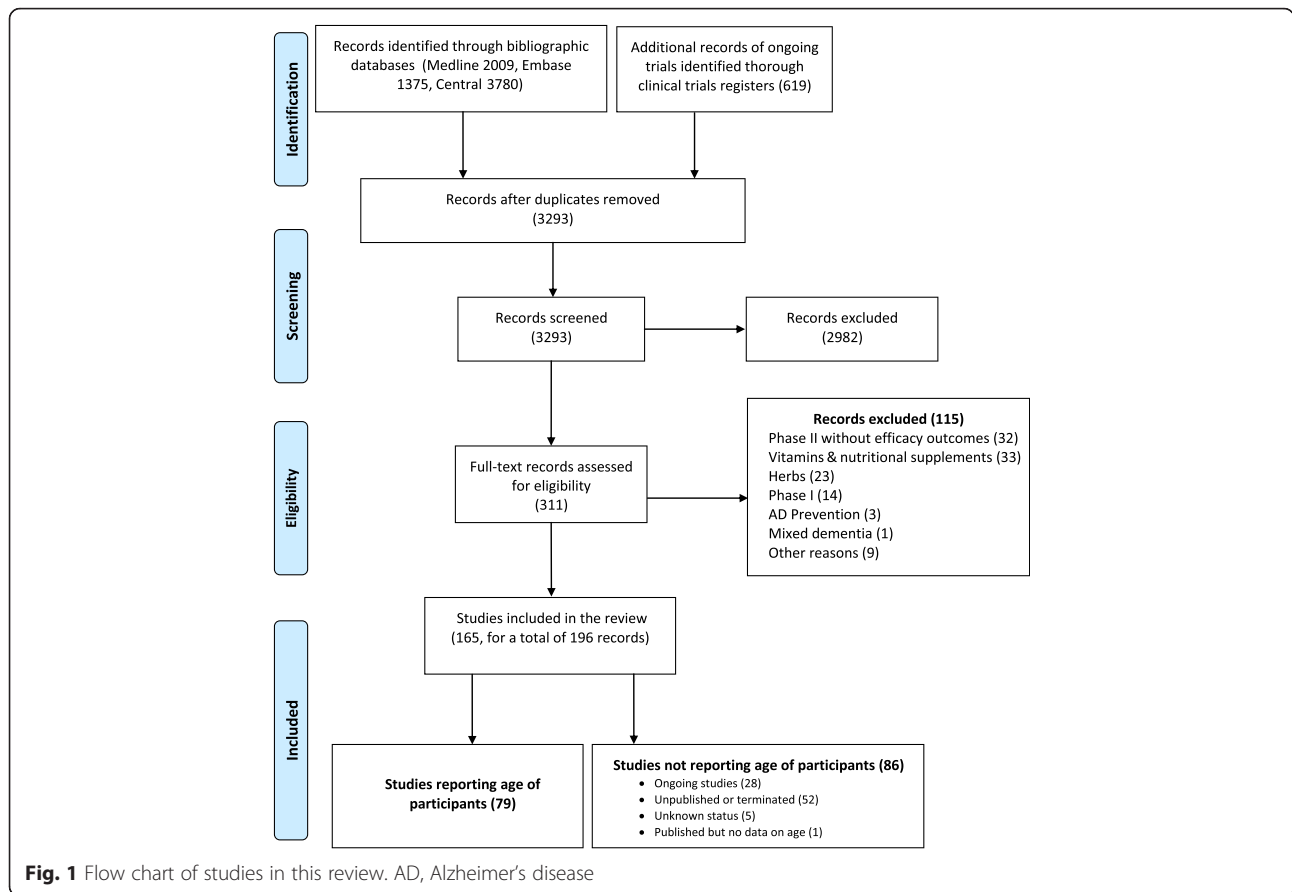 Identification
Records identified through bibliographic
databases (Medline 2009, Embase
1375, Central 3780)
Additional records of ongoing
trials identified thorough
clinical trials registers (619)
Records after duplicates removed
(3293)
Screening
Records screened
(3293)
Records excluded
(2982)
Eligibility
Full-text records assessed
for eligibility
(311)
Records excluded (115)
Phase II without efficacy outcomes (32)
Vitamins & nutritional supplements (33)
Herbs (23)
Phase I (14)
AD Prevention (3)
Mixed dementia (1)
Other reasons (9)
Included
Studies included in the review
(165, for a total of 196 records)
Studies reporting age of
participants (79)
Studies not reporting age of participants (86)
• Ongoing studies (28)
• Unpublished or terminated (52)
• Unknown status (5)
• Published but no data on age (1)
Fig. 1 Flow chart of studies in this review. AD, Alzheimer's disease